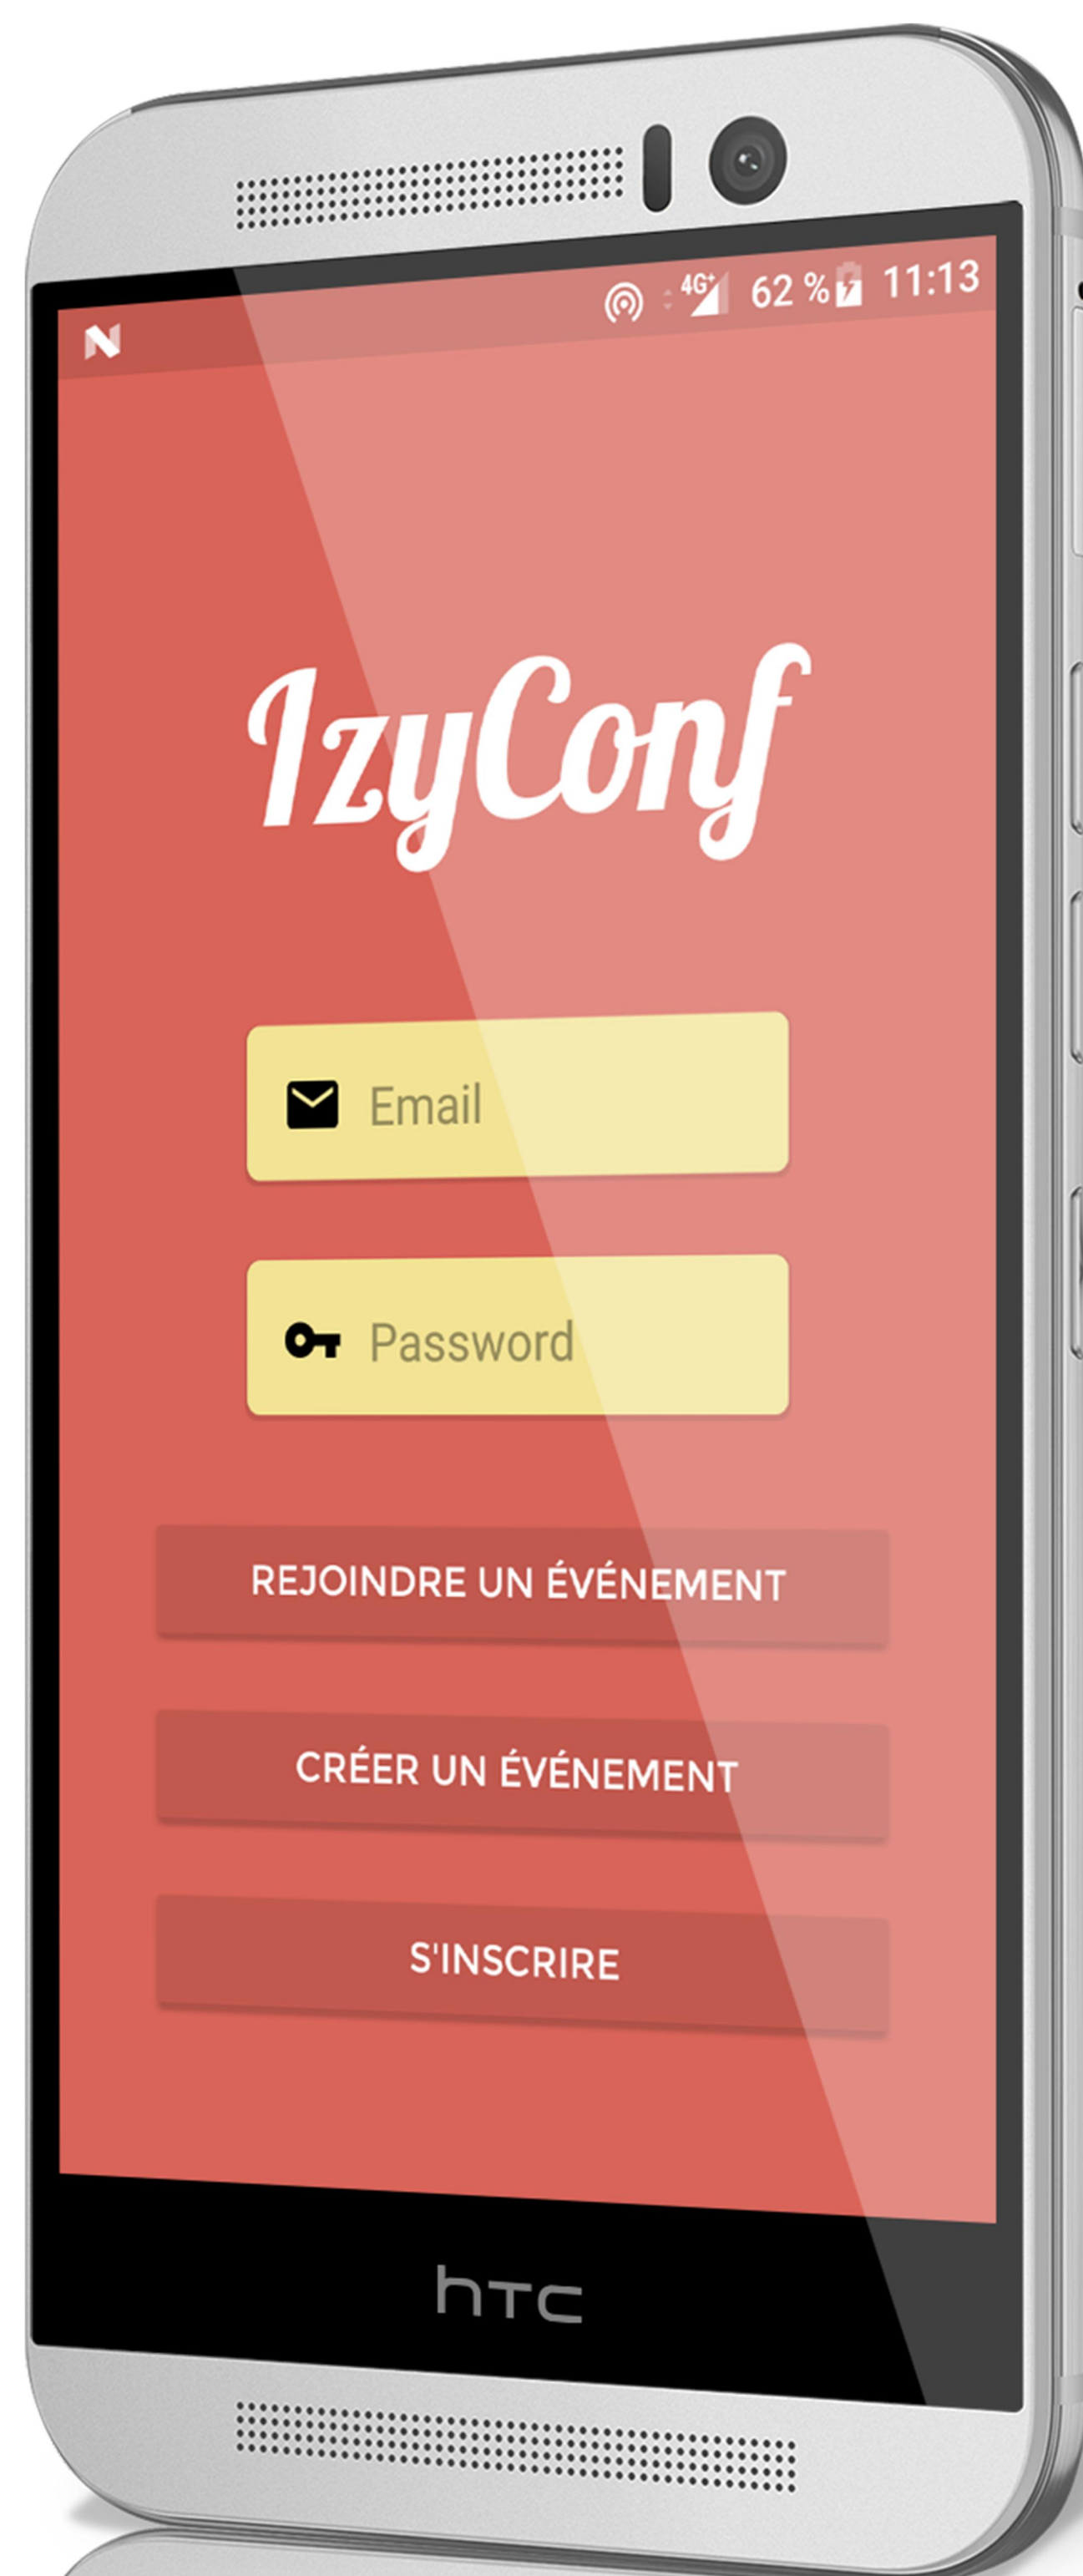 4G+ 62 % 11:13
IzyConf
Email
Password
REJOINDRE UN ÉVÉNEMENT
CRÉER UN ÉVÉNEMENT
S'INSCRIRE
hTC